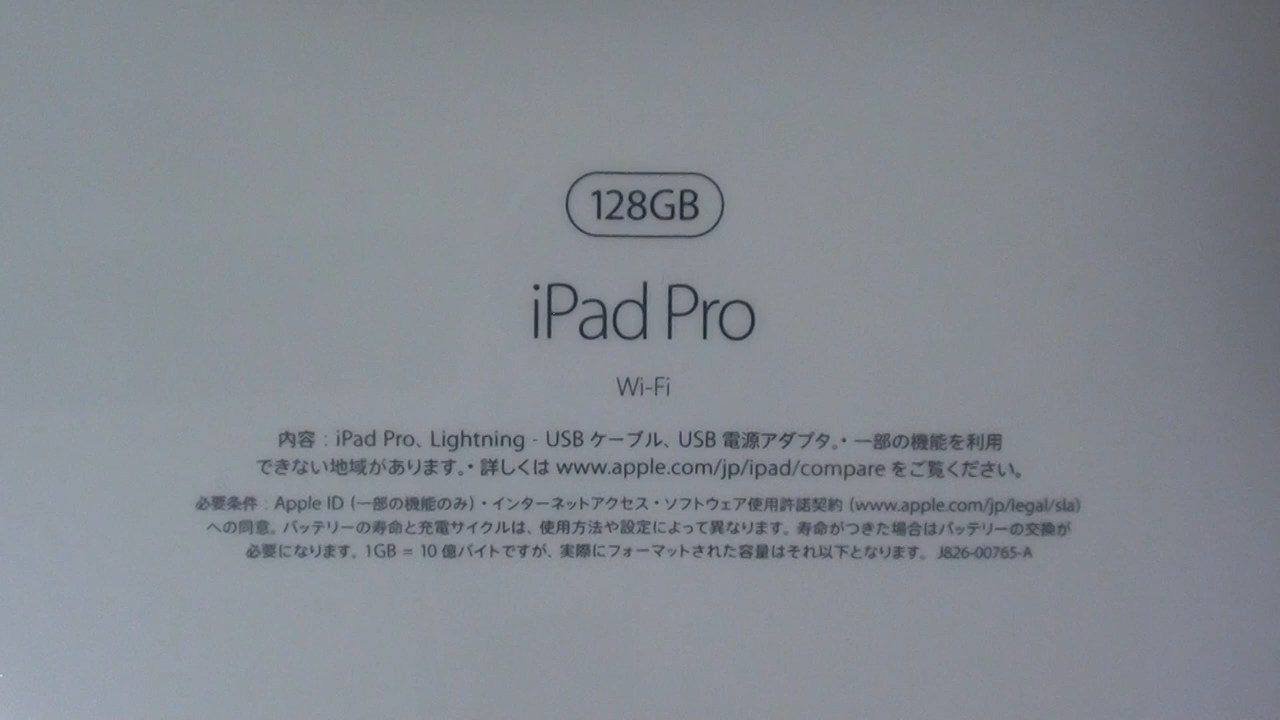 128GB
iPad Pro
Wi-Fi
内容：iPad Pro、Lightning - USB ケーブル、USB 電源アダプタ。・一部の機能を利用
できない地域があります。・詳しくは www.apple.com/jp/ipad/compare をご覧ください。
必要条件：Apple ID（一部の機能のみ）・インターネットアクセス・ソフトウェア使用許諾契約（www.apple.com/jp/legal/sla）
への同意。バッテリーの寿命と充電サイクルは、使用方法や設定によって異なります。寿命がつきた場合はバッテリーの交換が
必要になります。1GB = 10 億バイトですが、実際にフォーマットされた容量はそれ以下となります。 J826-00765-A